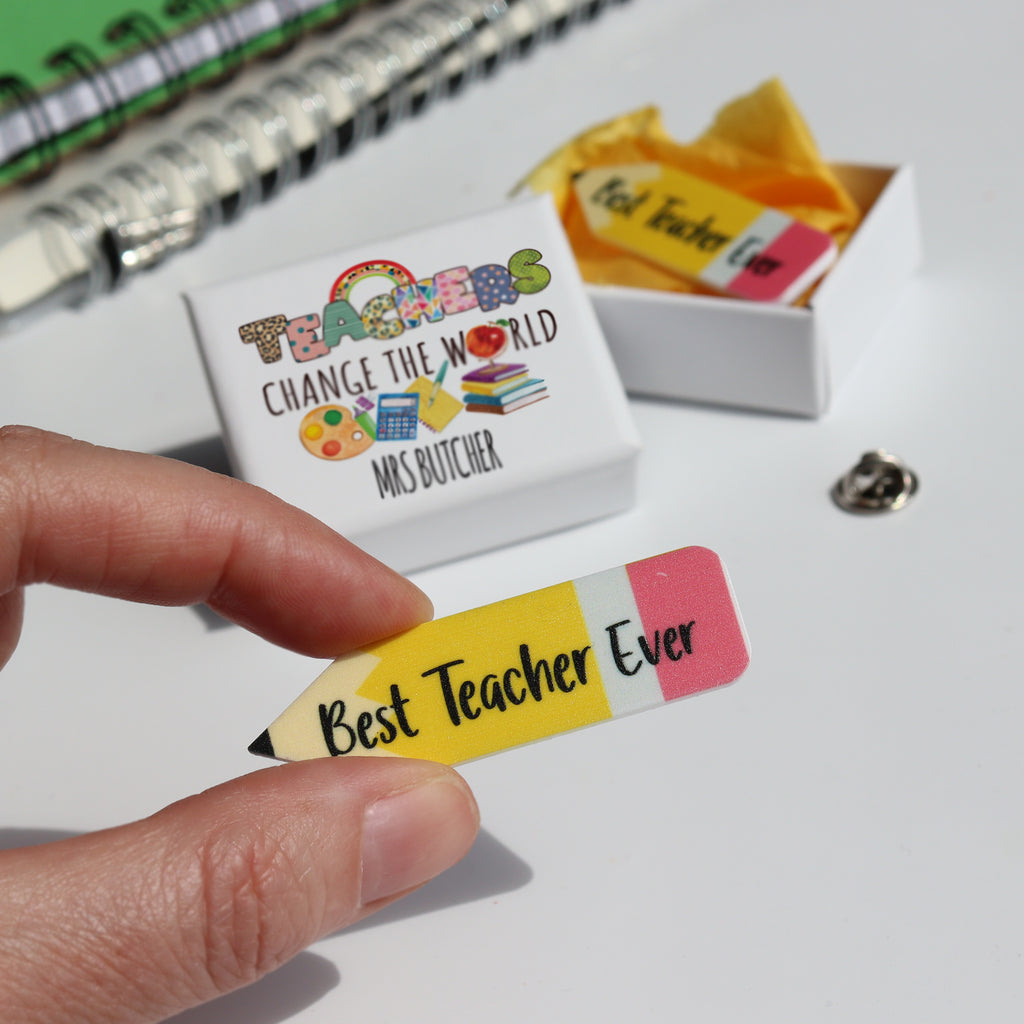 TEACHERS
CHANGE THE WORLD
MRS BUTCHER
Best Teacher Ever
Best Teacher Ever